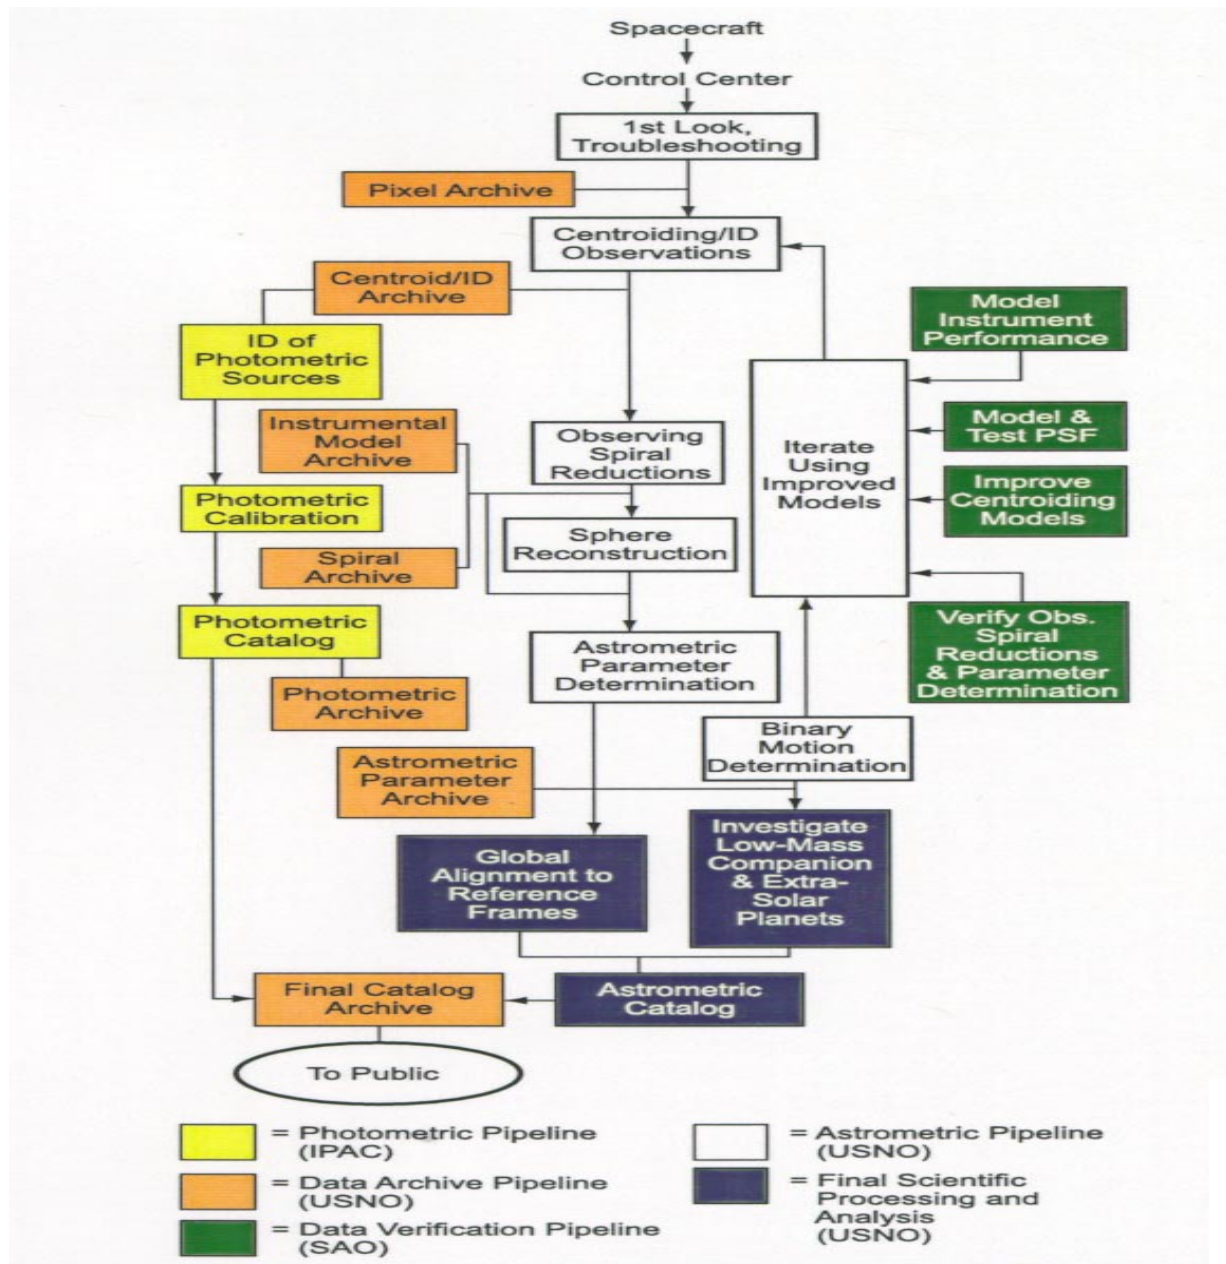 Spacecraft
Control Center
1st Look,
Troubleshooting
Pixel Archive
Centroiding/ID
Observations
Centroid/ID
Archive
Model
Instrument
Performance
ID of
Photometric
Sources
Instrumental
Model
Archive
Observing
Spiral
Reductions
Iterate
Using
Improved
Models
Model &
Test PSF
Improve
Centroiding
Models
Photometric
Calibration
Sphere
Reconstruction
Spiral
Archive
Photometric
Catalog
Astrometric
Parameter
Determination
Verify Obs.
Spiral
Reductions
& Parameter
Determination
Photometric
Archive
Binary
Motion
Determination
Astrometric
Parameter
Archive
Global
Alignment to
Reference
Frames
Investigate
Low-Mass
Companion
& Extra-
Solar
Planets
Final Catalog
Archive
Astrometric
Catalog
To Public
= Photometric Pipeline
(IPAC)
= Data Archive Pipeline
(USNO)
= Data Verification Pipeline
(SAO)
= Astrometric Pipeline
(USNO)
= Final Scientific
Processing and
Analysis
(USNO)